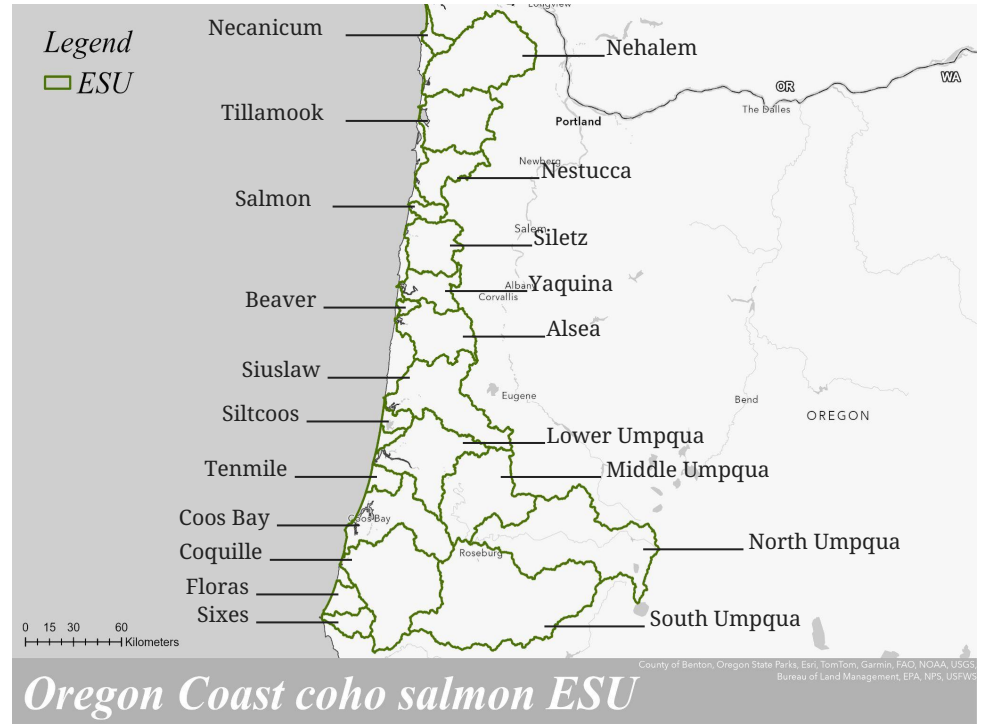 Longview
Necanicum
Legend
ESU
Nehalem
WA
OR
The Dalles
Tillamook
Portland
Newberg
Nestucca
Salmon
Salem
Siletz
Yaquina
Corvallis
Beaver
Alsea
Siuslaw
Eugene
Bend
Siltcoos
OREGON
Lower Umpqua
Tenmile
Middle Umpqua
Coos Bay
Coos Bay
Coquille
Roseburg
North Umpqua
Floras
Sixes
South Umpqua
0 15 30 60
Kilometers
County of Benton, Oregon State Parks, Esri, TomTom, Garmin, FAO, NOAA, USGS,
Bureau of Land Management, EPA, NPS, USFWS
Oregon Coast coho salmon ESU